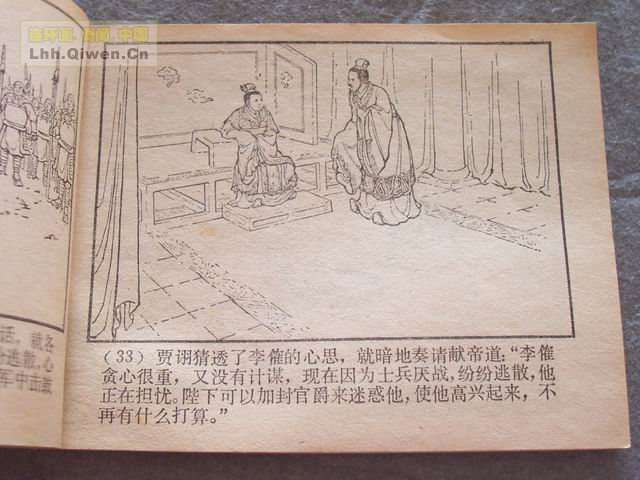 连环画·奇闻·中国
Lhh.Qiwen.Cn
(33) 贾诩猜透了李傕的心思，就暗地奏请献帝道：“李傕
贪心很重，又没有计谋，现在因为士兵厌战，纷纷逃散，他
正在担忧。陛下可以加封官爵来迷惑他，使他高兴起来，不
再有什么打算。”
话，就各
纷逃散，心
军中击鼓